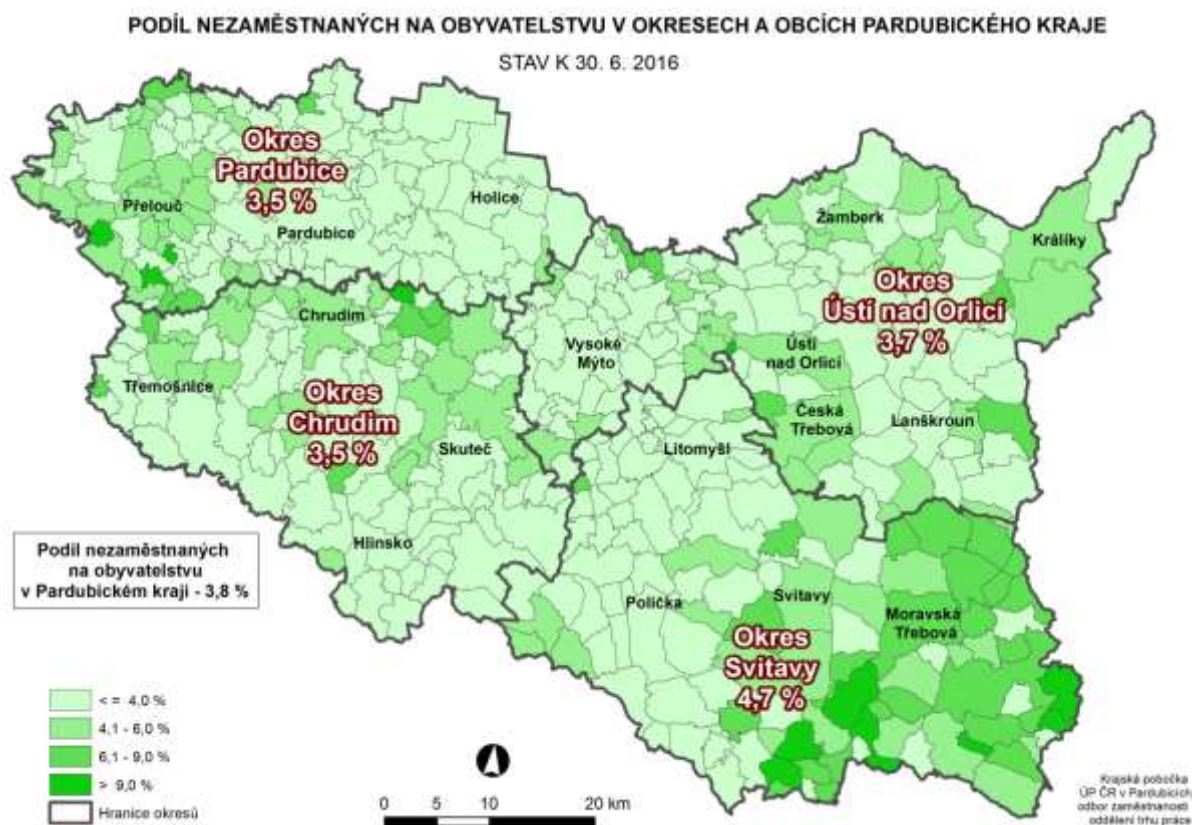 PODÍL NEZAMĚSTNANÝCH NA OBYVATELSTVU V OKRESECH A OBCÍCH PARDUBICKÉHO KRAJE
STAV K 30. 6. 2016
Okres
Pardubice
3,5 %
Přelouč
Holice
Pardubice
Žamberk
Králíky
Okres
Ústí nad Orlicí
3,7 %
Chrudim
Vysoké
Mýto
Ústí
nad Orlicí
Třemošnice
Okres
Chrudim
3,5 %
Česká
Třebová
Lanškroun
Skuteč
Litomyšl
Hlinsko
Podíl nezaměstnaných
na obyvatelstvu
v Pardubickém kraji - 3,8 %
Polička
Svitavy
Moravská
Třebová
Okres
Svitavy
4,7 %
< = 4,0 %
4,1 - 6,0 %
6,1 - 9,0 %
> 9,0 %
Hranice okresů
0 5 10 20 km
Krajská pobočka
ÚP ČR v Pardubicích
odbor zaměstnanosti
oddělení trhu práce